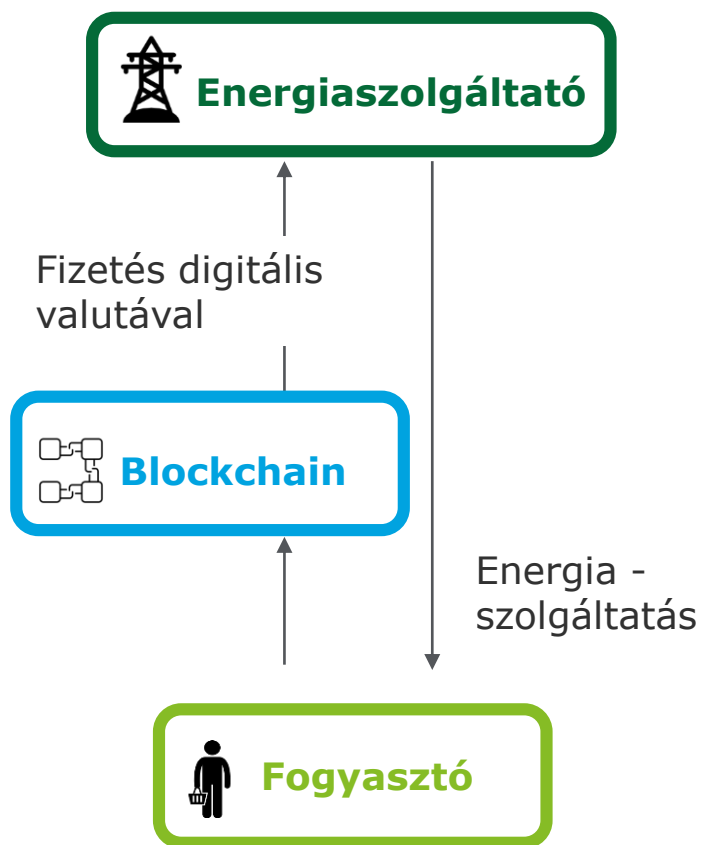 Energiaszolgáltató
Fizetés digitális
valutával
Blockchain
Energia -
szolgáltatás
Fogyasztó